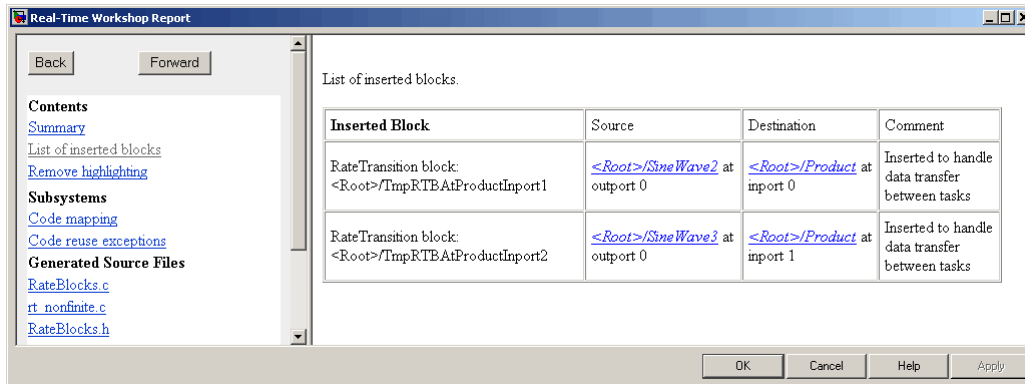 Real-Time Workshop Report
Back
Forward
Contents
Summary
List of inserted blocks
Remove highlighting
Subsystems
Code mapping
Code reuse exceptions
Generated Source Files
RateBlocks.c
rt_nonfinite.c
RateBlocks.h
List of inserted blocks.
Inserted Block
Source
Destination
Comment
RateTransition block:
<Root>/TmpRTBAtProductInport1
<Root>/SineWave2 at
outport 0
<Root>/Product at
inport 0
Inserted to handle
data transfer
between tasks
RateTransition block:
<Root>/TmpRTBAtProductInport2
<Root>/SineWave3 at
outport 0
<Root>/Product at
inport 1
Inserted to handle
data transfer
between tasks
OK
Cancel
Help
Apply